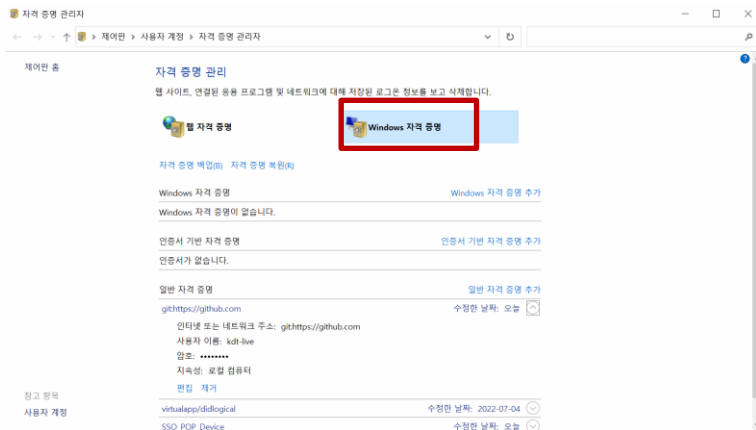 자격 증명 관리자
제어판 > 사용자 계정 > 자격 증명 관리자
제어판 홈
자격 증명 관리
웹 사이트, 연결된 응용 프로그램 및 네트워크에 대해 저장된 로그온 정보를 보고 삭제합니다.
웹 자격 증명
Windows 자격 증명
자격 증명 백업(B) 자격 증명 복원(R)
Windows 자격 증명 Windows 자격 증명 추가
Windows 자격 증명이 없습니다.
인증서 기반 자격 증명 인증서 기반 자격 증명 추가
인증서가 없습니다.
일반 자격 증명 일반 자격 증명 추가
git:https://github.com 수정한 날짜: 오늘
인터넷 또는 네트워크 주소: git:https://github.com
사용자 이름: kdt-live
암호: ••••••••
지속성: 로컬 컴퓨터
편집 제거
virtualapp/didlogical 수정한 날짜: 2022-07-04
SSO_POP_Device 수정한 날짜: 오늘
참고 항목
사용자 계정